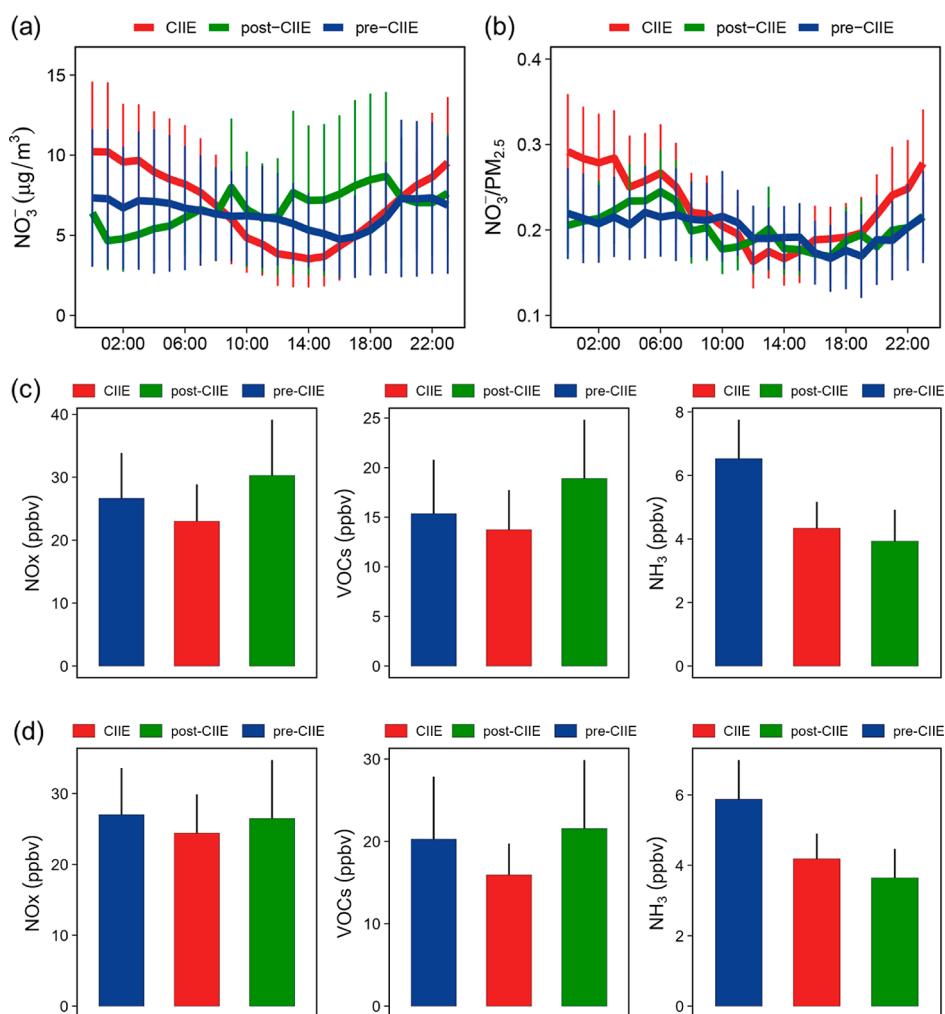 (a) CIIE post−CIIE pre−CIIE
NO₃⁻ (μg/m³)
15
10
5
0
02:00 06:00 10:00 14:00 18:00 22:00
(b) CIIE post−CIIE pre−CIIE
NO₃⁻/PM₂.₅
0.4
0.3
0.2
0.1
02:00 06:00 10:00 14:00 18:00 22:00
(c) CIIE post-CIIE pre-CIIE
NOx (ppbv)
40
30
20
10
0
CIIE post-CIIE pre-CIIE
VOCs (ppbv)
25
20
15
10
5
0
CIIE post-CIIE pre-CIIE
NH₃ (ppbv)
8
6
4
2
0
(d) CIIE post-CIIE pre-CIIE
NOx (ppbv)
30
20
10
0
CIIE post-CIIE pre-CIIE
VOCs (ppbv)
30
20
10
0
CIIE post-CIIE pre-CIIE
NH₃ (ppbv)
6
4
2
0